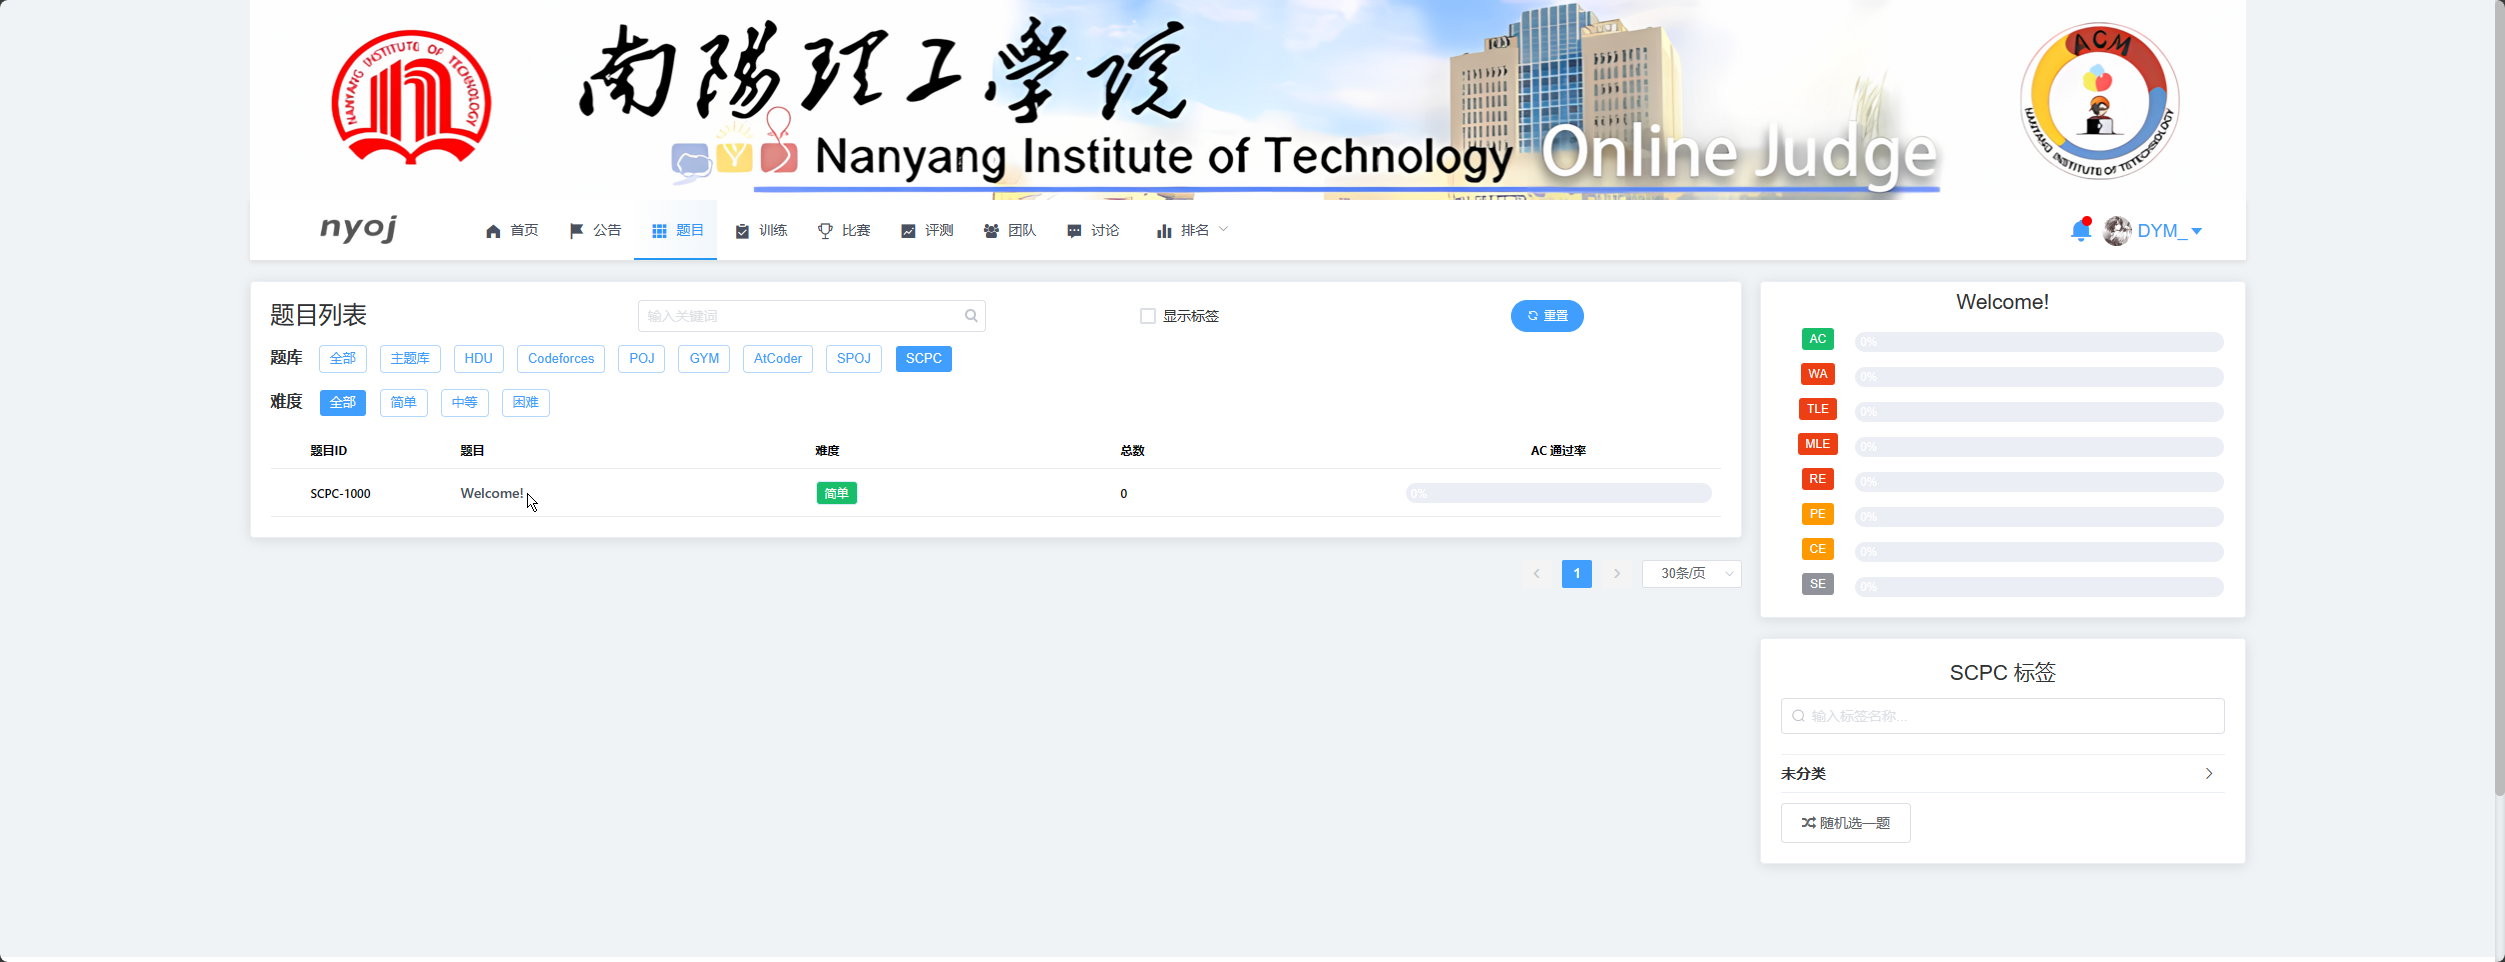 NANYANG INSTITUTE OF TECHNOLOGY
南陽理工學院
Nanyang Institute of Technology Online Judge
ACM
NANYANG INSTITUTE OF TETECHNOLOGY
nyoj 首页 公告 题目 训练 比赛 评测 团队 讨论 排名 DYM_
题目列表 输入关键词 显示标签 重置
题库 全部 主题库 HDU Codeforces POJ GYM AtCoder SPOJ SCPC
难度 全部 简单 中等 困难
题目ID 题目 难度 总数 AC 通过率
SCPC-1000 Welcome! 简单 0 0%
1 30条/页
Welcome!
AC 0%
WA 0%
TLE 0%
MLE 0%
RE 0%
PE 0%
CE 0%
SE 0%
SCPC 标签
输入标签名称...
未分类
随机选一题